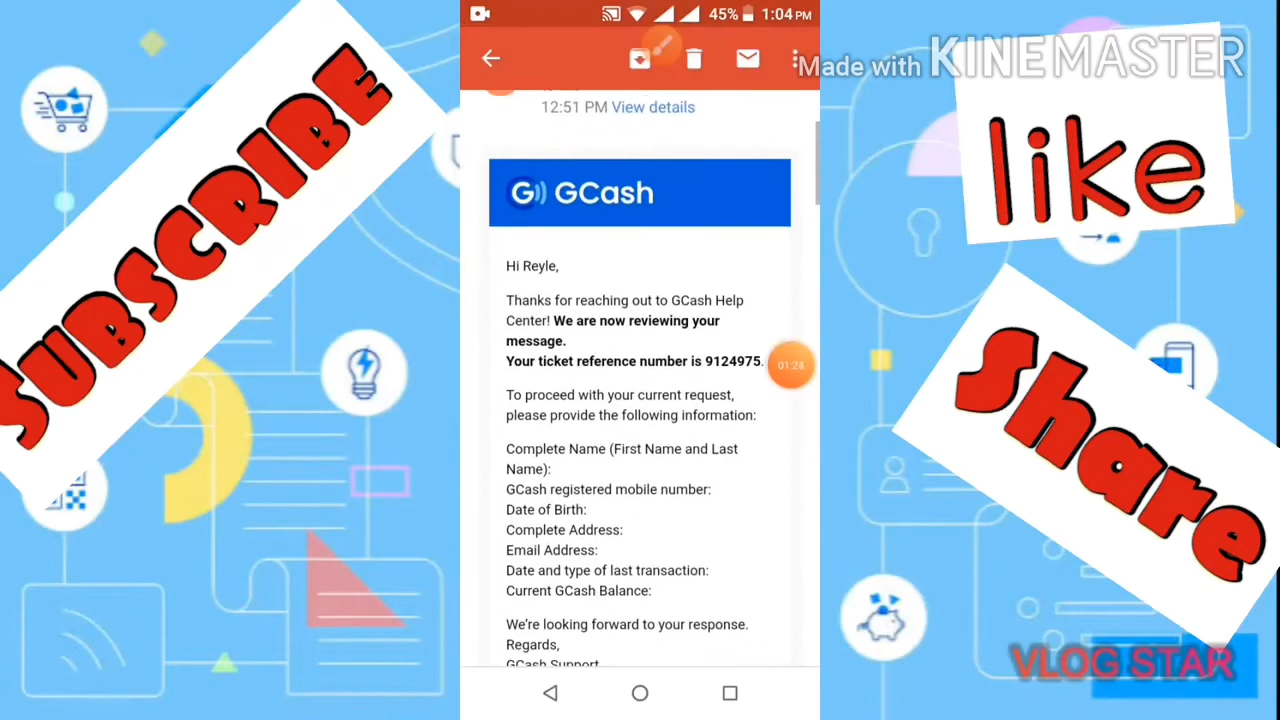 45% 1:04 PM
Made with KINEMASTER
12:51 PM View details
SUBSCRIBE
like
Share
GCash
Hi Reyle,
Thanks for reaching out to GCash Help
Center! We are now reviewing your
message.
Your ticket reference number is 9124975.
01:24
To proceed with your current request,
please provide the following information:
Complete Name (First Name and Last
Name):
GCash registered mobile number:
Date of Birth:
Complete Address:
Email Address:
Date and type of last transaction:
Current GCash Balance:
We're looking forward to your response.
Regards,
GCash Support
VLOG STAR